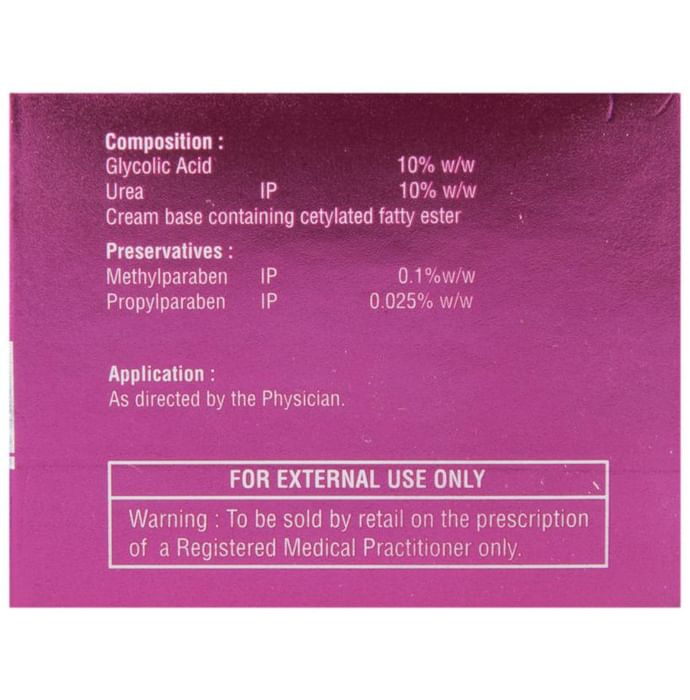 Composition :
Glycolic Acid 10% w/w
Urea IP 10% w/w
Cream base containing cetylated fatty ester
Preservatives :
Methylparaben IP 0.1%w/w
Propylparaben IP 0.025% w/w
Application :
As directed by the Physician.
FOR EXTERNAL USE ONLY
Warning : To be sold by retail on the prescription
of a Registered Medical Practitioner only.